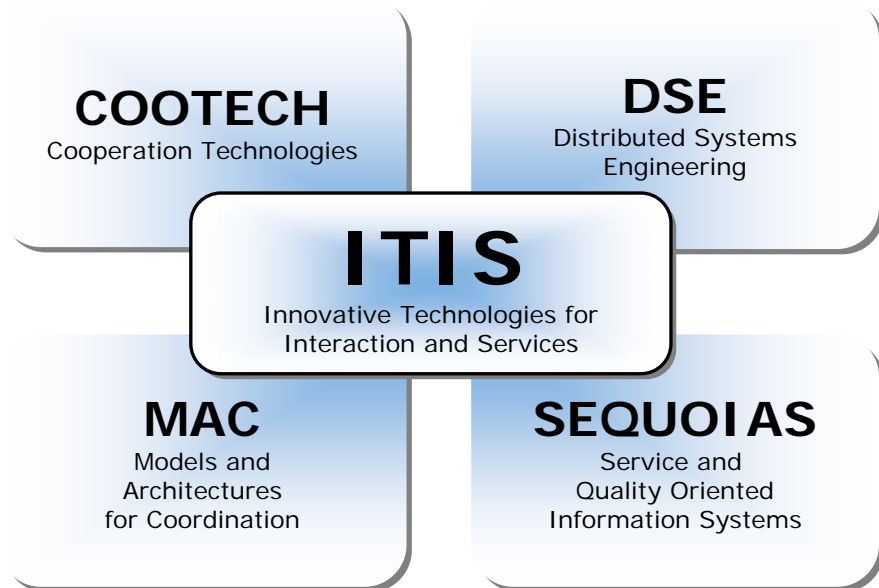 COOTECH
Cooperation Technologies
DSE
Distributed Systems
Engineering
ITIS
Innovative Technologies for
Interaction and Services
MAC
Models and
Architectures
for Coordination
SEQUOIAS
Service and
Quality Oriented
Information Systems